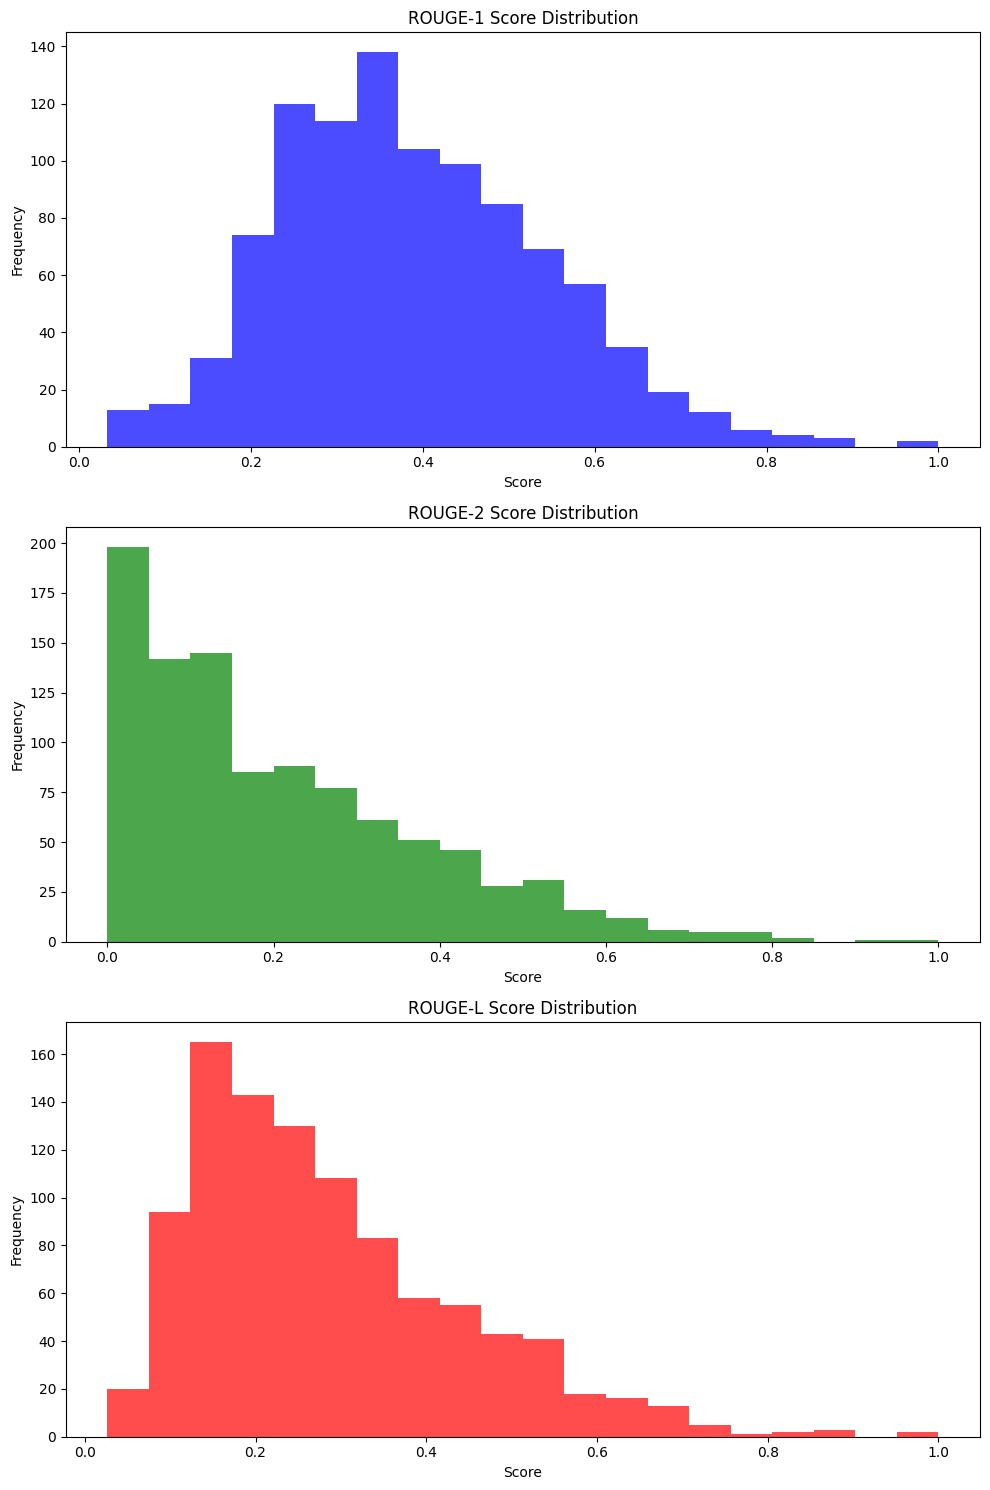 ROUGE-1 Score Distribution
140
120
100
80
60
40
20
0
Frequency
0.0 0.2 0.4 0.6 0.8 1.0
Score
ROUGE-2 Score Distribution
200
175
150
125
100
75
50
25
0
Frequency
0.0 0.2 0.4 0.6 0.8 1.0
Score
ROUGE-L Score Distribution
160
140
120
100
80
60
40
20
0
Frequency
0.0 0.2 0.4 0.6 0.8 1.0
Score